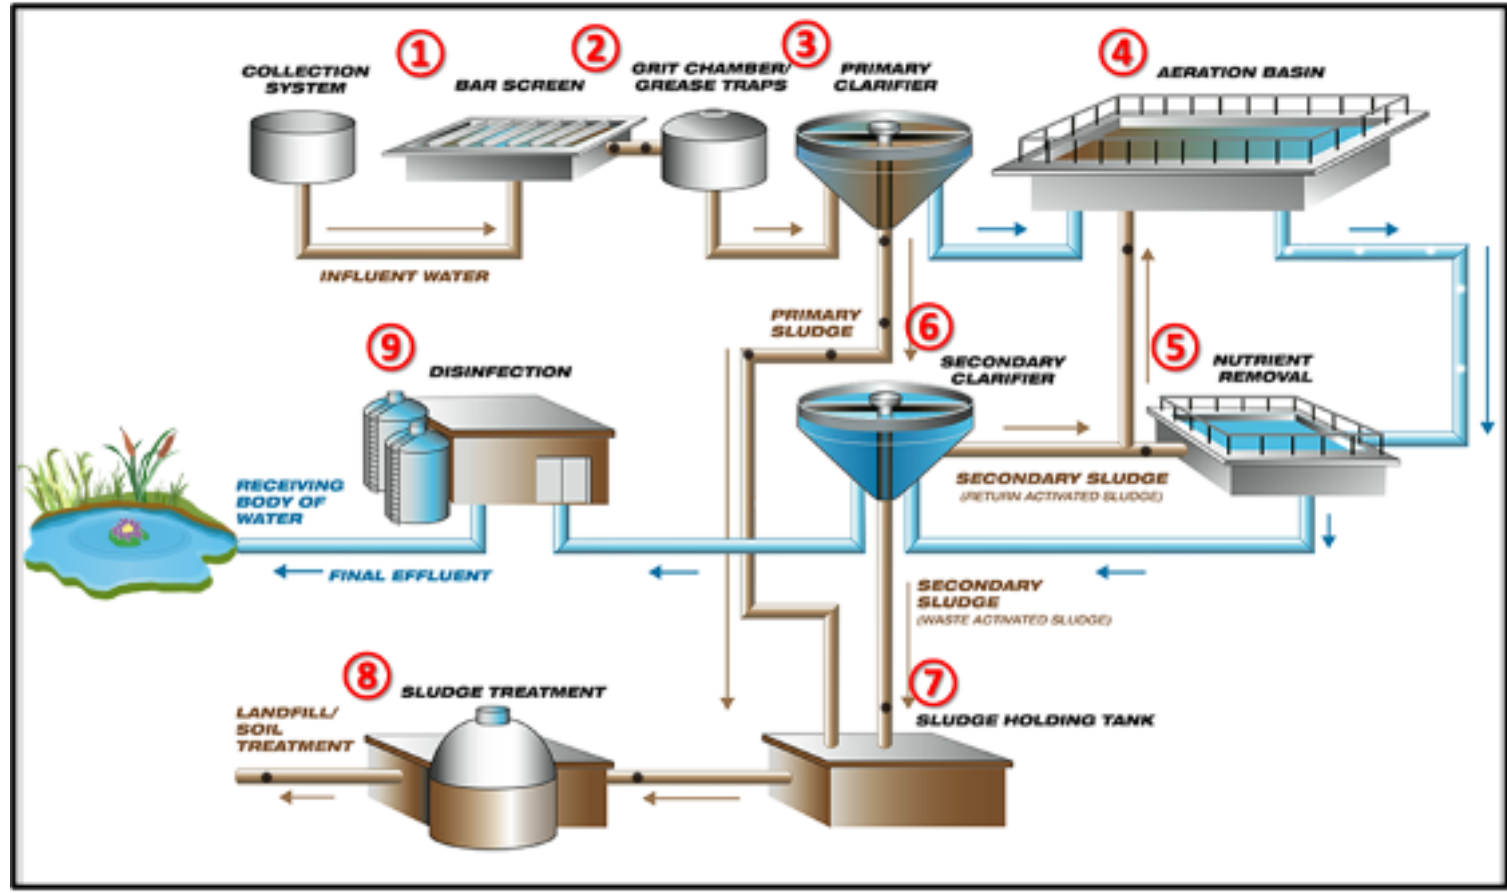 ①
COLLECTION
SYSTEM
BAR SCREEN
②
GRIT CHAMBER/
GREASE TRAPS
③
PRIMARY
CLARIFIER
④
AERATION BASIN
INFLUENT WATER
PRIMARY
SLUDGE
⑥
SECONDARY
CLARIFIER
⑤
NUTRIENT
REMOVAL
⑨
DISINFECTION
SECONDARY SLUDGE
(RETURN ACTIVATED SLUDGE)
RECEIVING
BODY OF
WATER
FINAL EFFLUENT
SECONDARY
SLUDGE
(WASTE ACTIVATED SLUDGE)
⑧
SLUDGE TREATMENT
⑦
SLUDGE HOLDING TANK
LANDFILL/
SOIL
TREATMENT